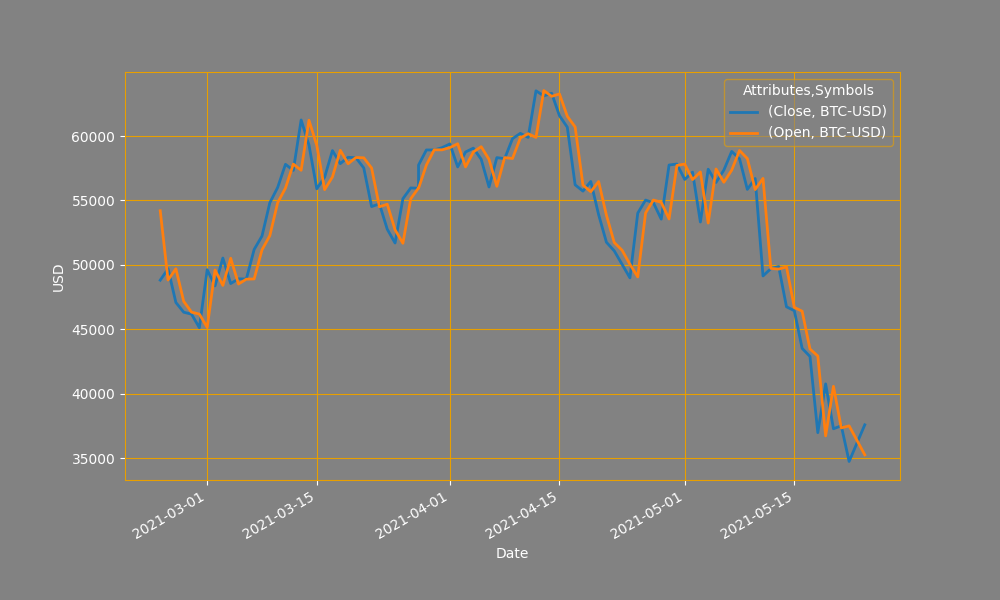 Attributes,Symbols
(Close, BTC-USD)
(Open, BTC-USD)
USD
60000
55000
50000
45000
40000
35000
2021-03-01
2021-03-15
2021-04-01
2021-04-15
2021-05-01
2021-05-15
Date